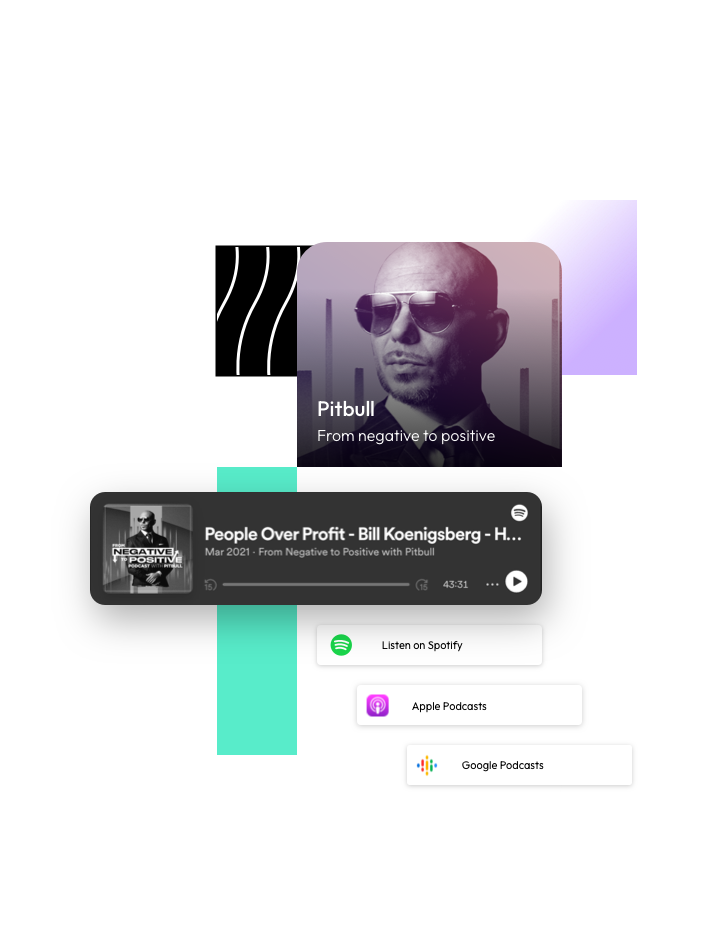 Pitbull
From negative to positive
People Over Profit - Bill Koenigsberg - H...
Mar 2021 · From Negative to Positive with Pitbull
FROM
NEGATIVE
TO POSITIVE
PODCAST WITH PITBULL
15
15
43:31
Listen on Spotify
Apple Podcasts
Google Podcasts